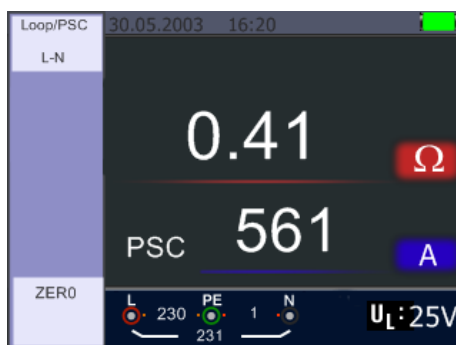 Loop/PSC 30.05.2003 16:20
L-N
0.41 Ω
PSC 561 A
ZERO
L PE N
230 1
231
UL:25V